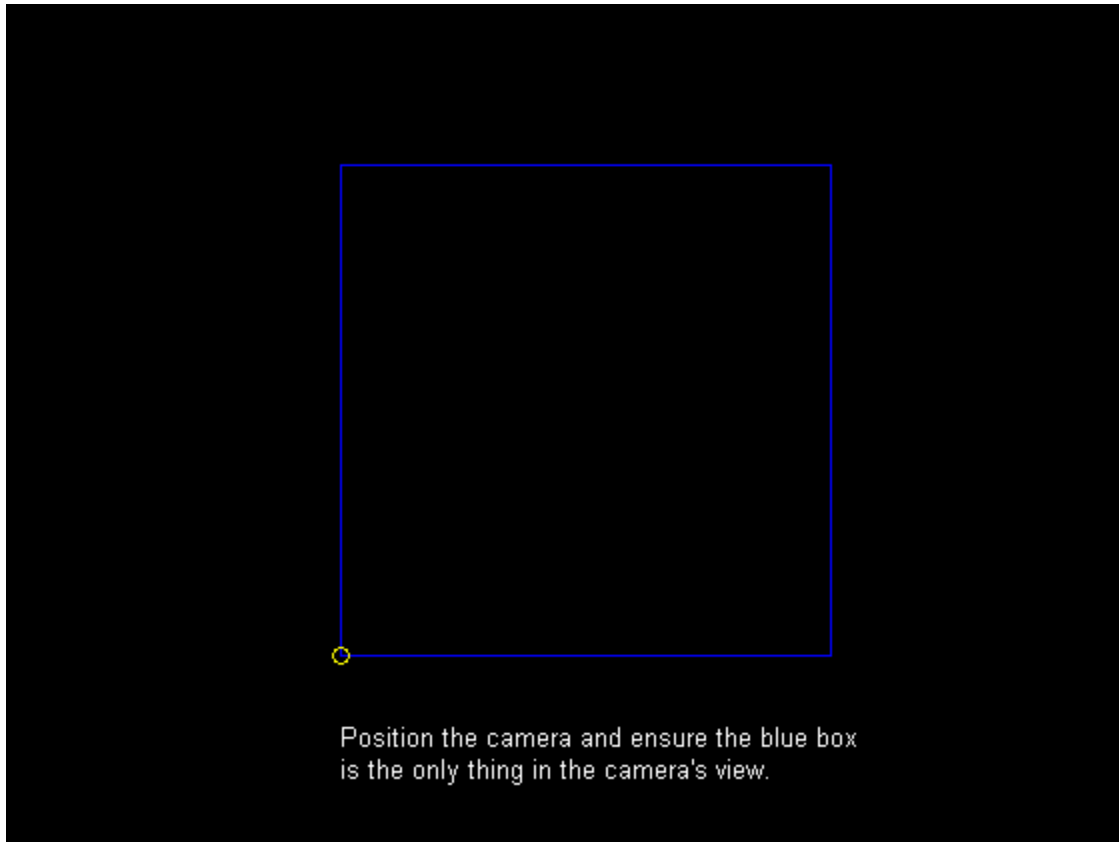 Position the camera and ensure the blue box
is the only thing in the camera's view.